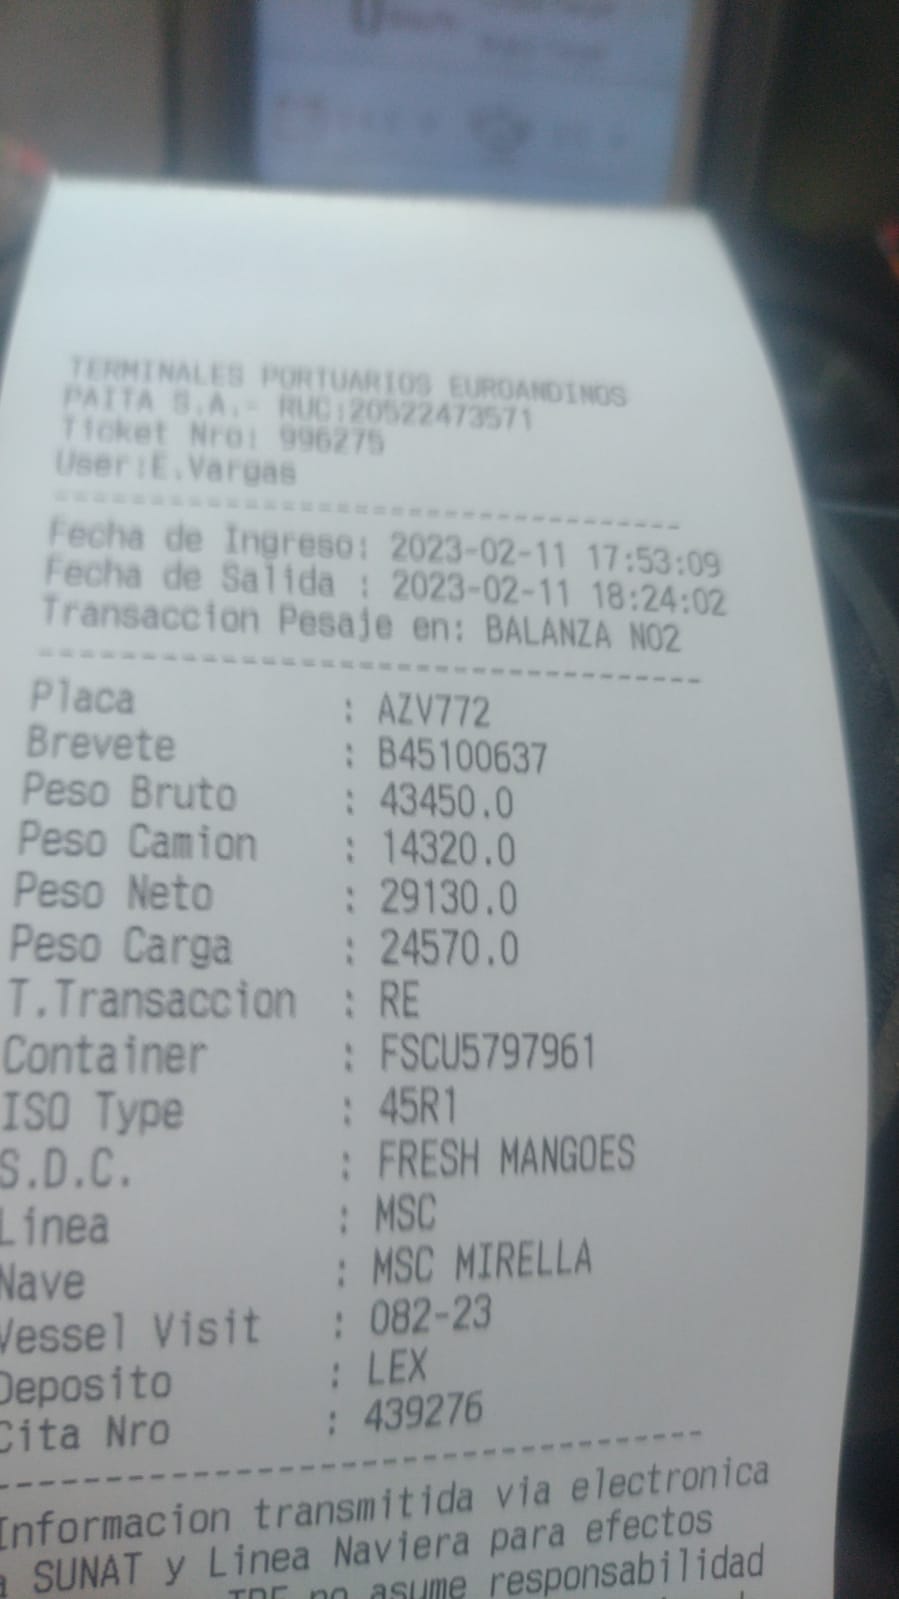 TERMINALES PORTUARIOS EUROANDINOS
PAITA S.A.- RUC:20522473571
Ticket Nro: 996275
User:E.Vargas
Fecha de Ingreso: 2023-02-11 17:53:09
Fecha de Salida : 2023-02-11 18:24:02
Transaccion Pesaje en: BALANZA NO2
Placa : AZV772
Brevete : B45100637
Peso Bruto : 43450.0
Peso Camion : 14320.0
Peso Neto : 29130.0
Peso Carga : 24570.0
T.Transaccion : RE
Container : FSCU5797961
ISO Type : 45R1
S.D.C. : FRESH MANGOES
Linea : MSC
Nave : MSC MIRELLA
Vessel Visit : 082-23
Deposito : LEX
Cita Nro : 439276
Informacion transmitida via electronica
a SUNAT y Linea Naviera para efectos
TPE no asume responsabilidad